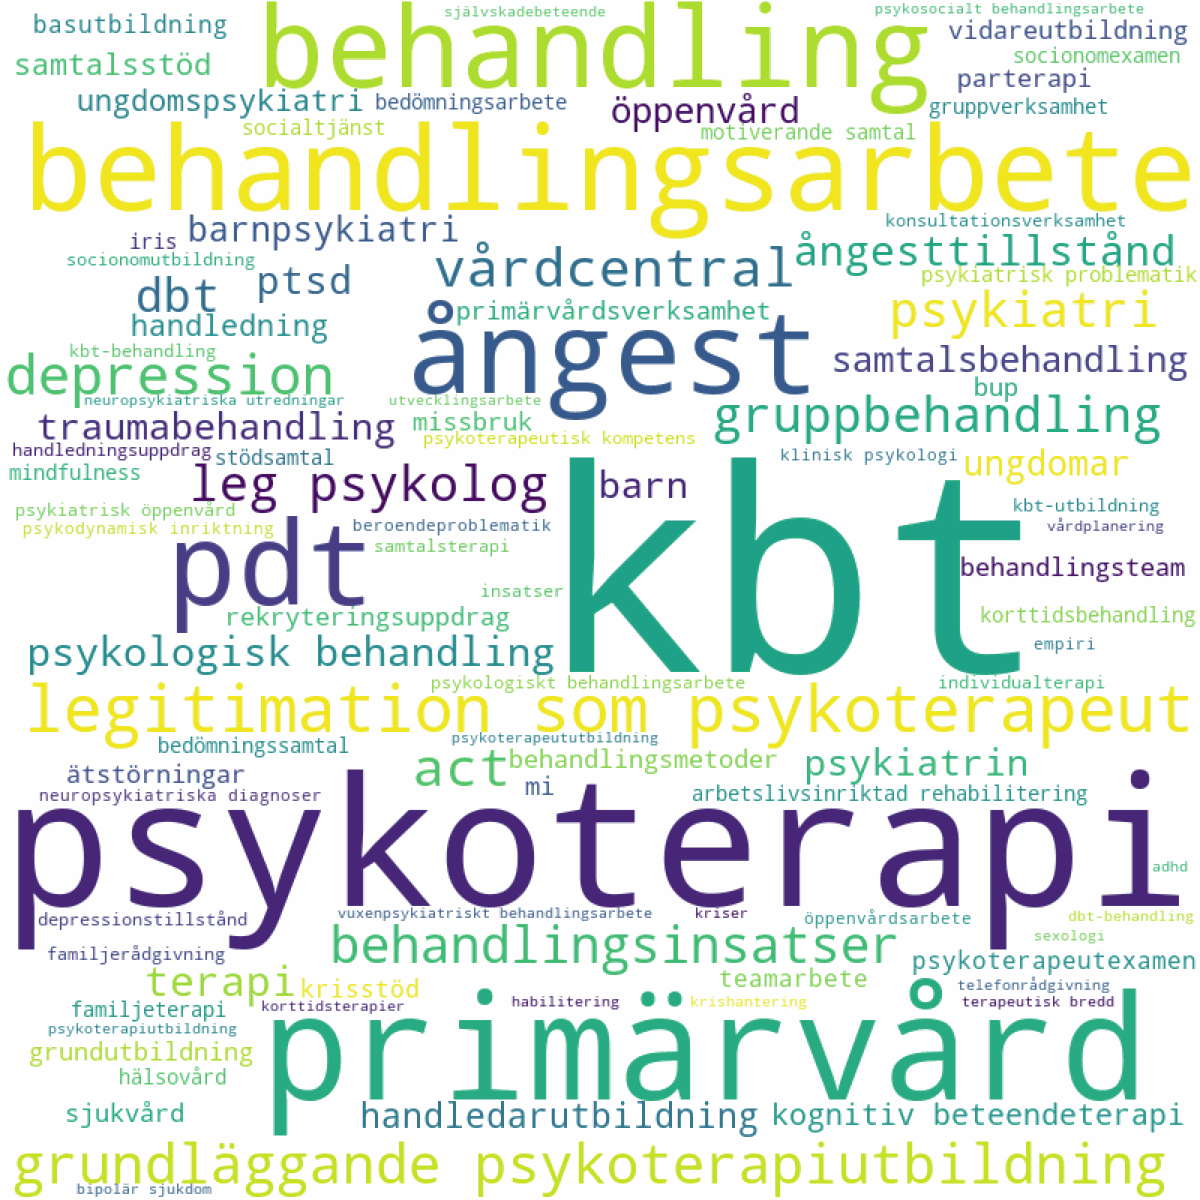 självskadebeteende
psykosocialt behandlingsarbete
basutbildning
behandling
vidareutbildning
samtalsstöd
socionomexamen
parterapi
ungdomspsykiatri
bedömningsarbete
öppenvård
gruppverksamhet
socialtjänst
motiverande samtal
behandlingsarbete
barnpsykiatri
konsultationsverksamhet
iris
ångesttillstånd
socionomutbildning
vårdcentral
psykiatrisk problematik
ptsd
dbt
primärvårdsverksamhet
psykiatri
handledning
ångest
kbt-behandling
samtalsbehandling
depression
bup
neuropsykiatriska utredningar
utvecklingsarbete
gruppbehandling
traumabehandling
missbruk
psykoterapeutisk kompetens
handledningsuppdrag
stödsamtal
klinisk psykologi
ungdomar
mindfulness
leg psykolog
barn
kbt
kbt-utbildning
psykiatrisk öppenvård
psykodynamisk inriktning
beroendeproblematik
vårdplanering
pdt
samtalsterapi
behandlingsteam
insatser
rekryteringsuppdrag
korttidsbehandling
empiri
psykologisk behandling
psykologiskt behandlingsarbete
individualterapi
legitimation som psykoterapeut
psykoterapeututbildning
bedömningssamtal
behandlingsmetoder
psykiatrin
act
ätstörningar
mi
neuropsykiatriska diagnoser
arbetslivsinriktad rehabilitering
psykoterapi
adhd
depressionstillstånd
vuxenpsykiatriskt behandlingsarbete
kriser
öppenvårdsarbete
dbt-behandling
sexologi
familjerådgivning
behandlingsinsatser
psykoterapeutexamen
terapi
krisstöd
teamarbete
telefonrådgivning
korttidsterapier
habilitering
krishantering
terapeutisk bredd
familjeterapi
psykoterapiutbildning
primärvård
grundutbildning
hälsovård
sjukvård
handledarutbildning
kognitiv beteendeterapi
grundläggande psykoterapiutbildning
bipolär sjukdom